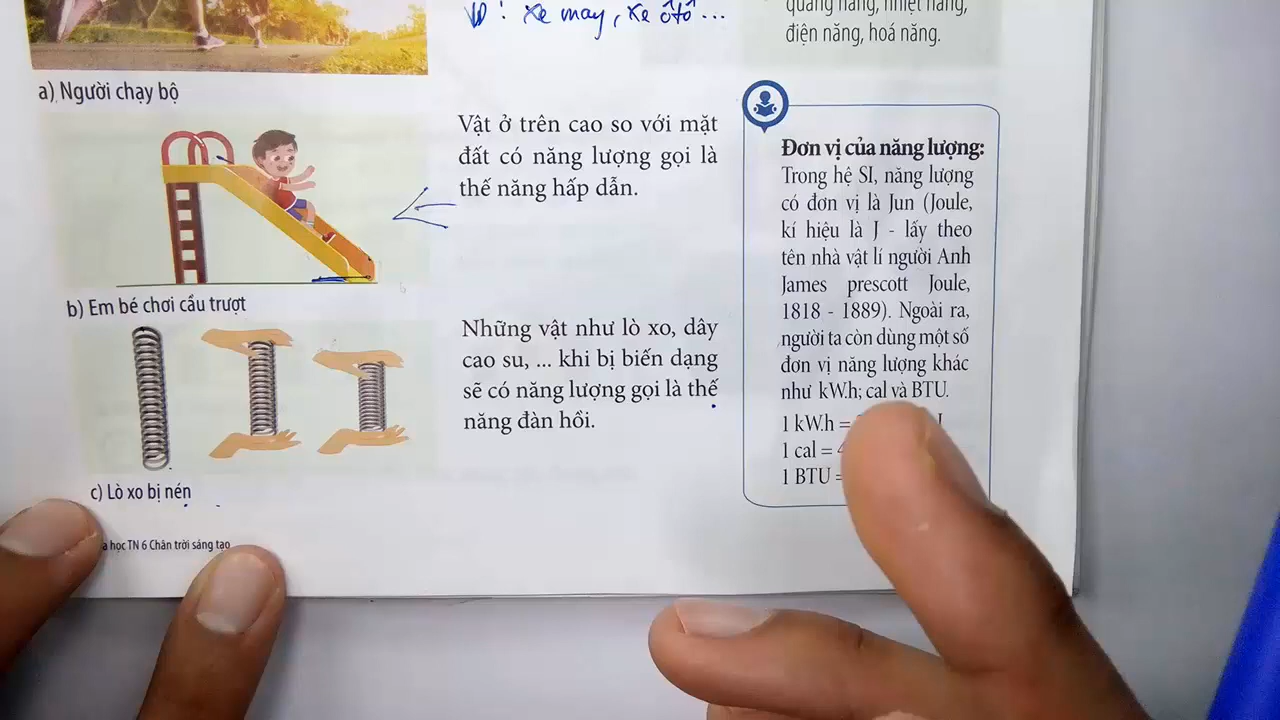 VD: xe máy, xe ôtô...
quang năng, nhiệt năng,
điện năng, hoá năng.
a) Người chạy bộ
Vật ở trên cao so với mặt
đất có năng lượng gọi là
thế năng hấp dẫn.
b) Em bé chơi cầu trượt
Những vật như lò xo, dây
cao su, ... khi bị biến dạng
sẽ có năng lượng gọi là thế
năng đàn hồi.
c) Lò xo bị nén
học TN 6 Chân trời sáng tạo
Đơn vị của năng lượng:
Trong hệ SI, năng lượng
có đơn vị là Jun (Joule,
kí hiệu là J - lấy theo
tên nhà vật lí người Anh
James prescott Joule,
1818 - 1889). Ngoài ra,
người ta còn dùng một số
đơn vị năng lượng khác
như kW.h; cal và BTU.
1 kW.h = J
1 cal =
1 BTU =